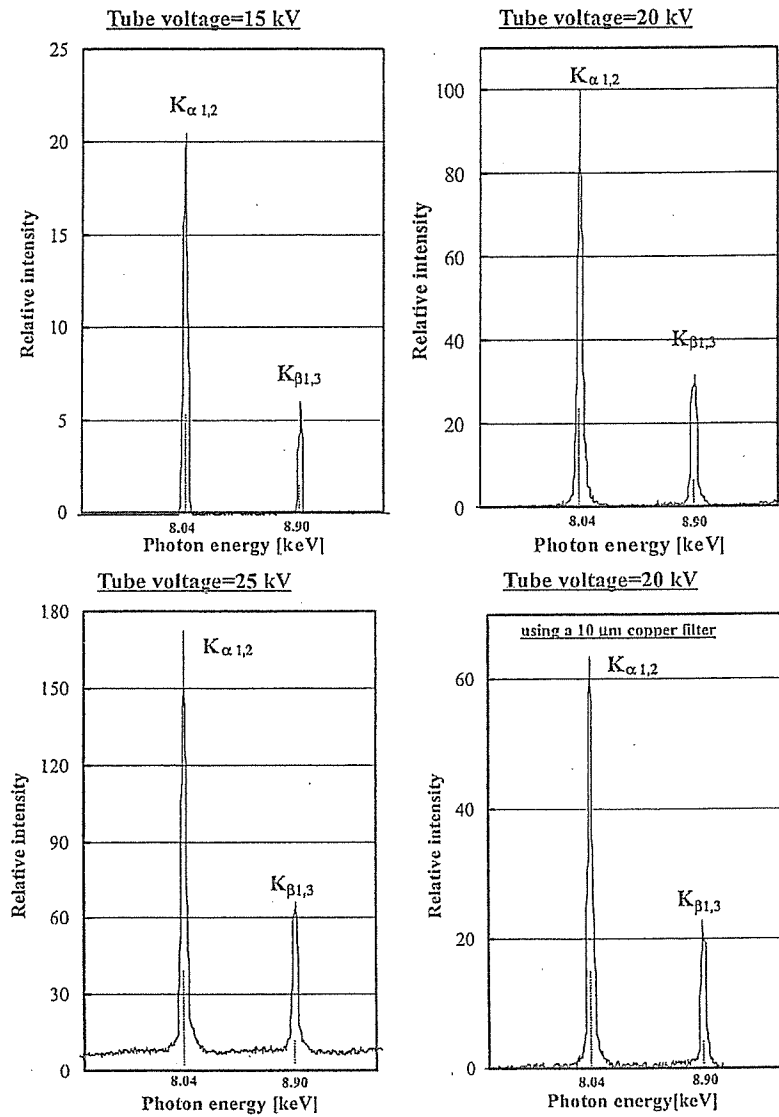 Tube voltage=15 kV
25
20
15
10
5
0
Relative intensity
Kα 1,2
Kβ1,3
8.04
8.90
Photon energy [keV]
Tube voltage=20 kV
100
80
60
40
20
0
Relative intensity
Kα 1,2
Kβ1,3
8.04
8.90
Photon energy [keV]
Tube voltage=25 kV
180
150
120
90
60
30
0
Relative intensity
Kα 1,2
Kβ1,3
8.04
8.90
Photon energy [keV]
Tube voltage=20 kV
using a 10 µm copper filter
60
40
20
0
Relative intensity
Kα 1,2
Kβ1,3
8.04
8.90
Photon energy[keV]